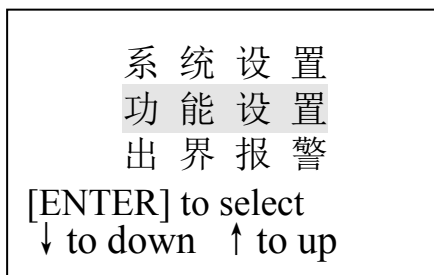 系 统 设 置
功 能 设 置
出 界 报 警
[ENTER] to select
↓ to down ↑ to up